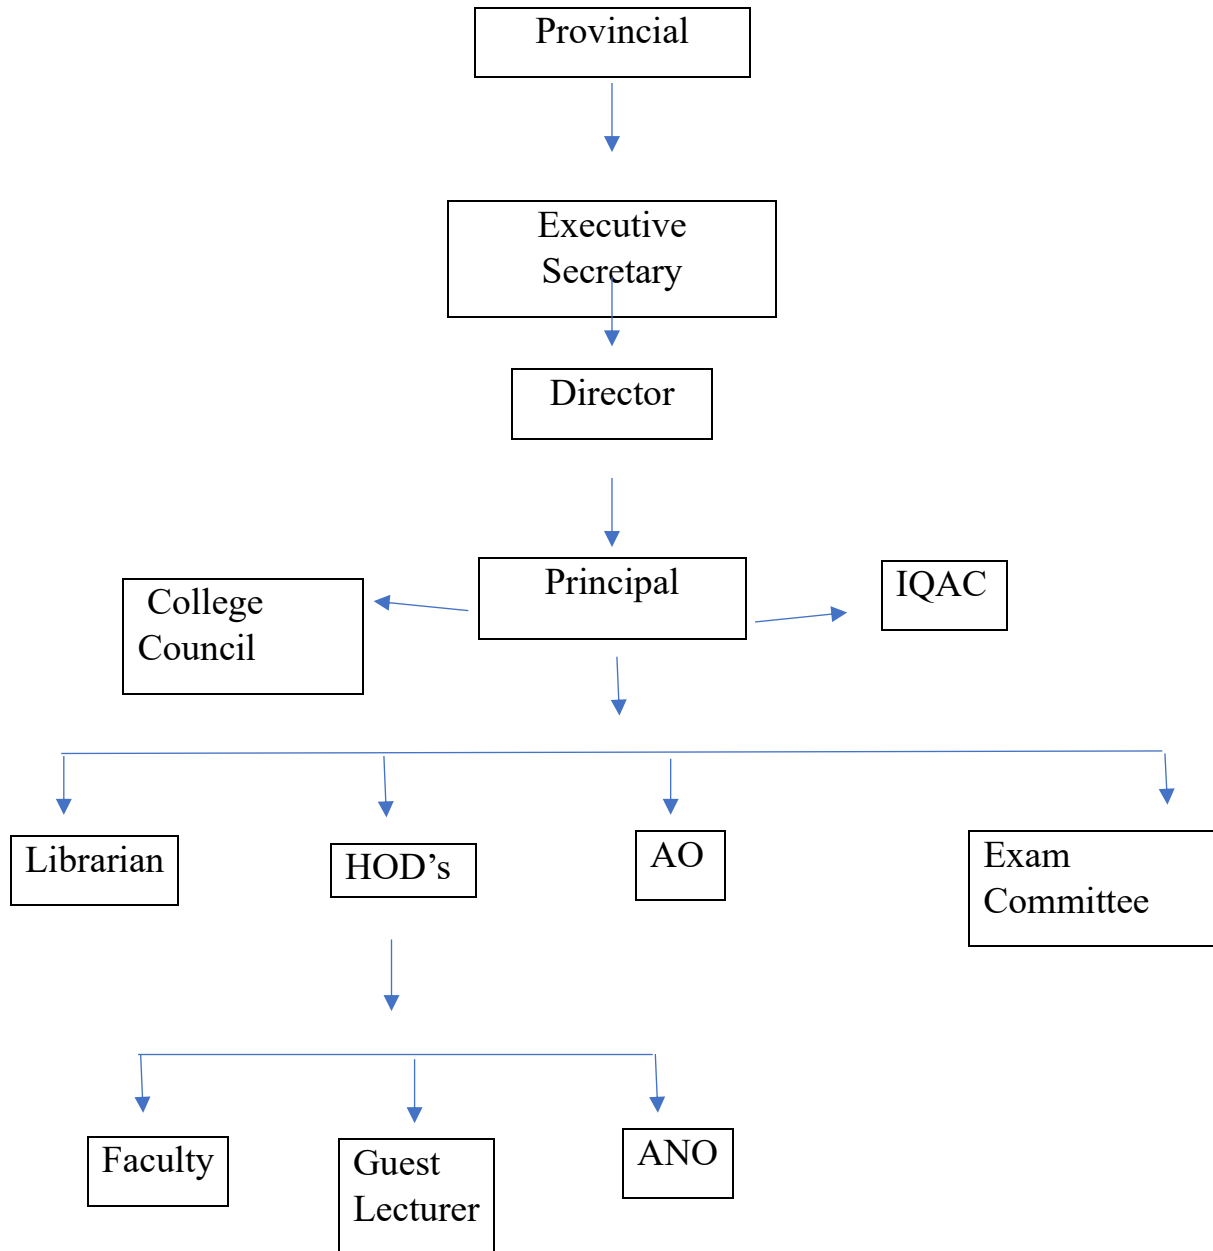 Provincial
Executive
Secretary
Director
Principal
IQAC
College
Council
Librarian
HOD’s
AO
Exam
Committee
Faculty
Guest
Lecturer
ANO